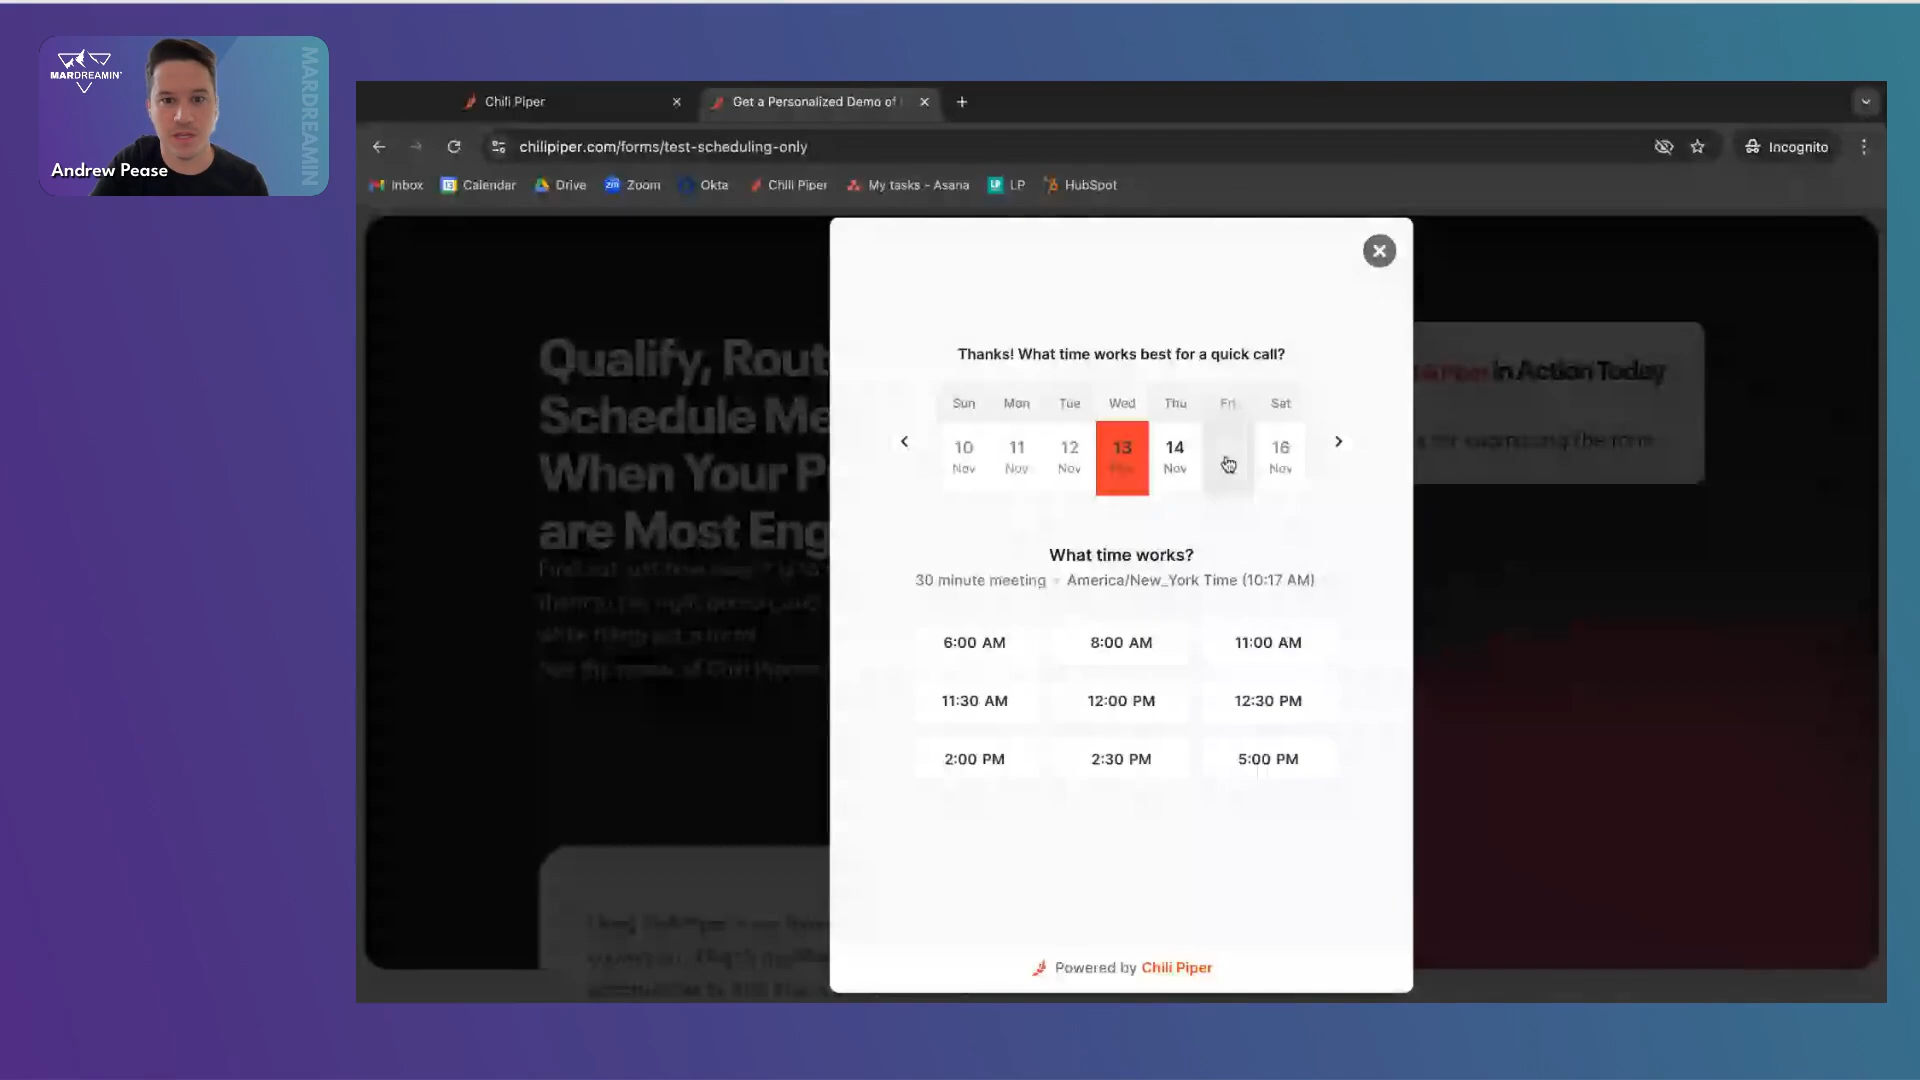 MARDREAMIN'
MARDREAMIN
Andrew Pease
Chili Piper
Get a Personalized Demo of
chilipiper.com/forms/test-scheduling-only
Incognito
Inbox
Calendar
Drive
Zoom
Okta
Chili Piper
My tasks - Asana
LP
HubSpot
Qualify, Rout
Schedule Me
When Your P
are Most Eng
in Action Today
Thanks! What time works best for a quick call?
Sun Mon Tue Wed Thu Fri Sat
10 11 12 13 14 16
Nov Nov Nov Nov Nov Nov
What time works?
30 minute meeting - America/New_York Time (10:17 AM)
6:00 AM 8:00 AM 11:00 AM
11:30 AM 12:00 PM 12:30 PM
2:00 PM 2:30 PM 5:00 PM
Powered by Chili Piper